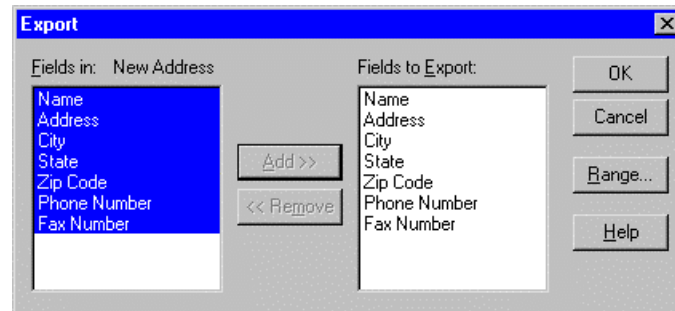 Export
Fields in: New Address
Name
Address
City
State
Zip Code
Phone Number
Fax Number
Add >>
<< Remove
Fields to Export:
Name
Address
City
State
Zip Code
Phone Number
Fax Number
OK
Cancel
Range...
Help